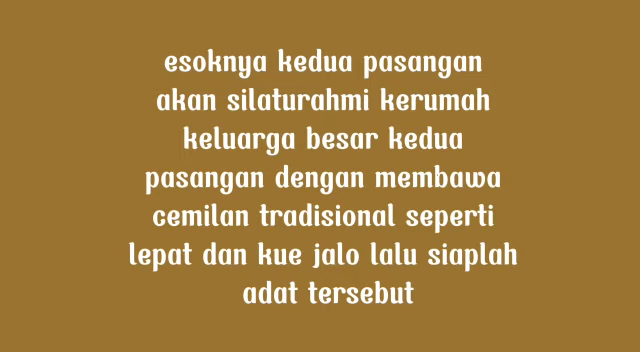 esoknya kedua pasangan
akan silaturahmi kerumah
keluarga besar kedua
pasangan dengan membawa
cemilan tradisional seperti
lepat dan kue jalo lalu siaplah
adat tersebut